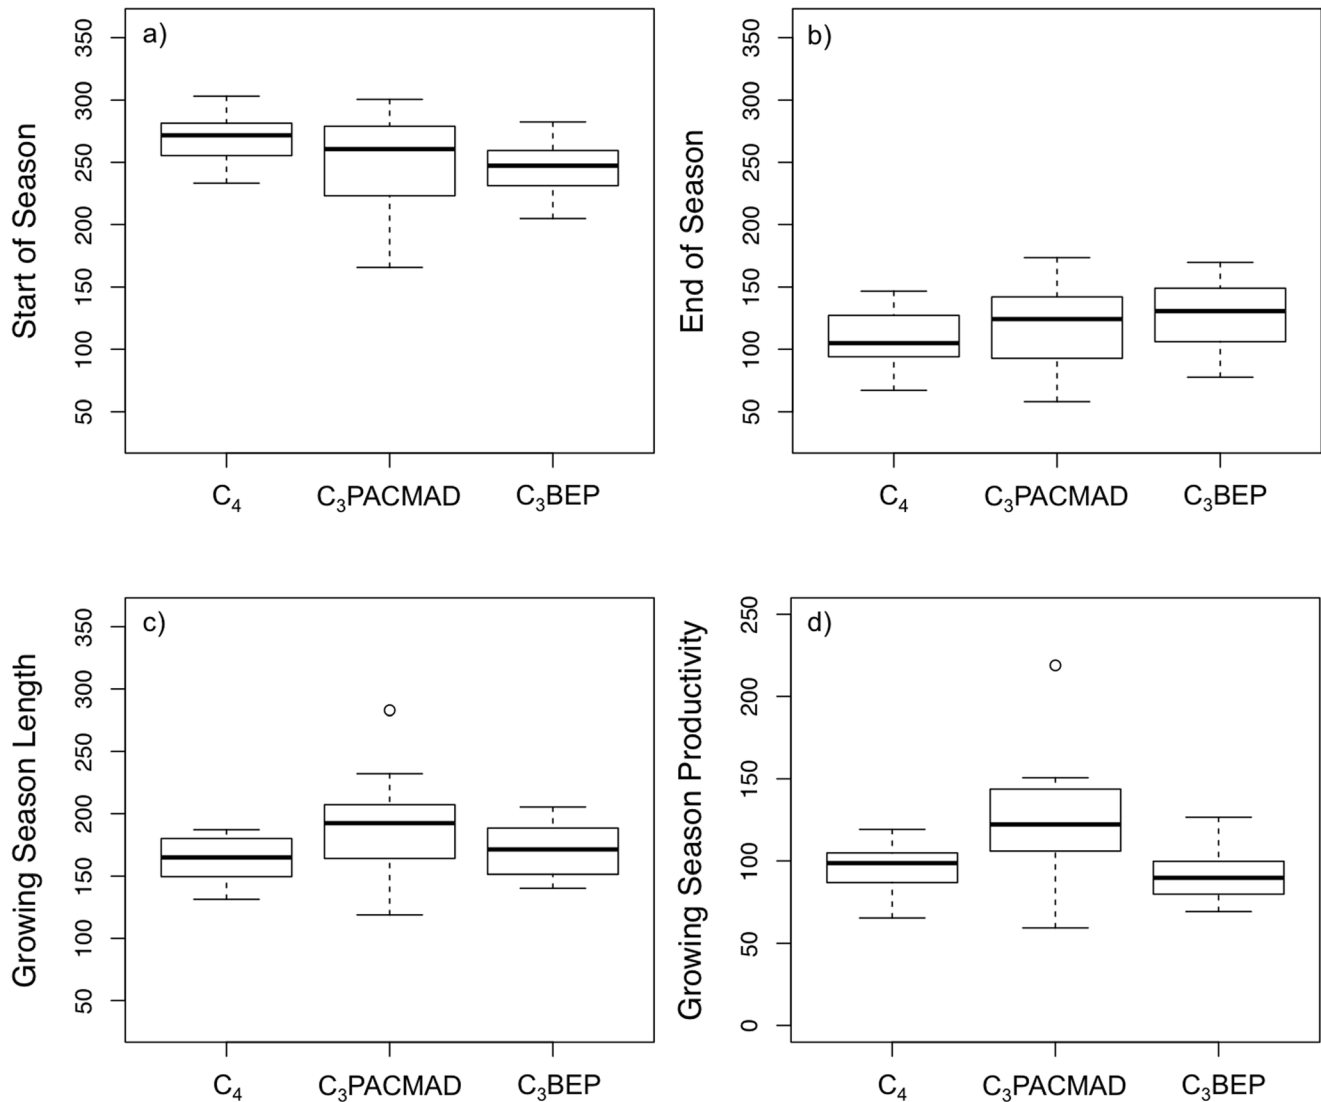 a)
350
300
250
200
150
100
50
Start of Season
C₄
C₃PACMAD
C₃BEP
b)
350
300
250
200
150
100
50
End of Season
C₄
C₃PACMAD
C₃BEP
c)
350
300
250
200
150
100
50
Growing Season Length
C₄
C₃PACMAD
C₃BEP
d)
250
200
150
100
50
0
Growing Season Productivity
C₄
C₃PACMAD
C₃BEP